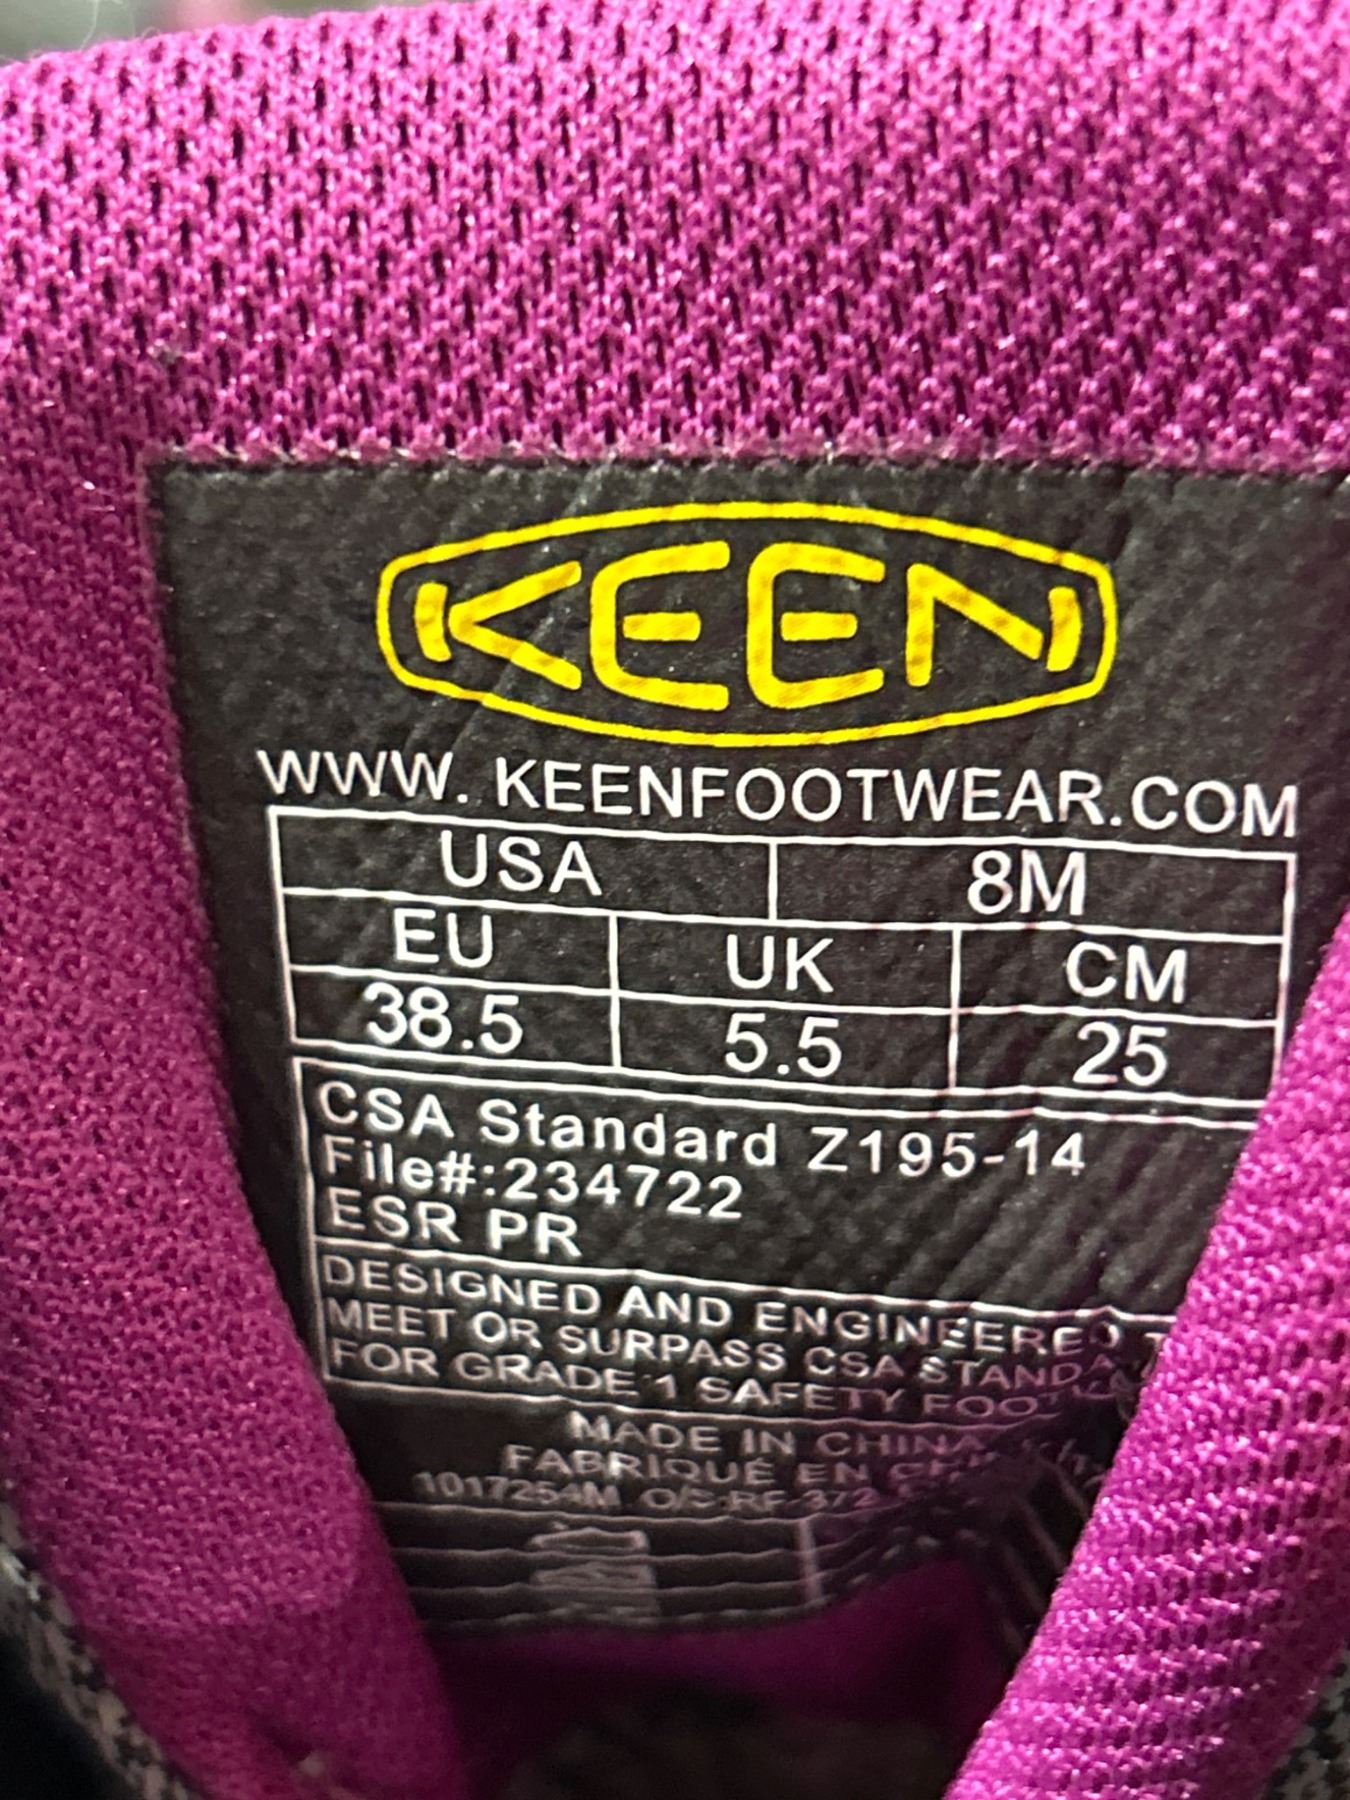 KEEN
WWW. KEENFOOTWEAR.COM
USA 8M
EU UK CM
38.5 5.5 25
CSA Standard Z195-14
File#:234722
ESR PR
DESIGNED AND ENGINEERED
MEET OR SURPASS CSA
FOR GRADE 1 SAFETY
MADE IN CHINA
FABRIQUÉ EN
1017254M